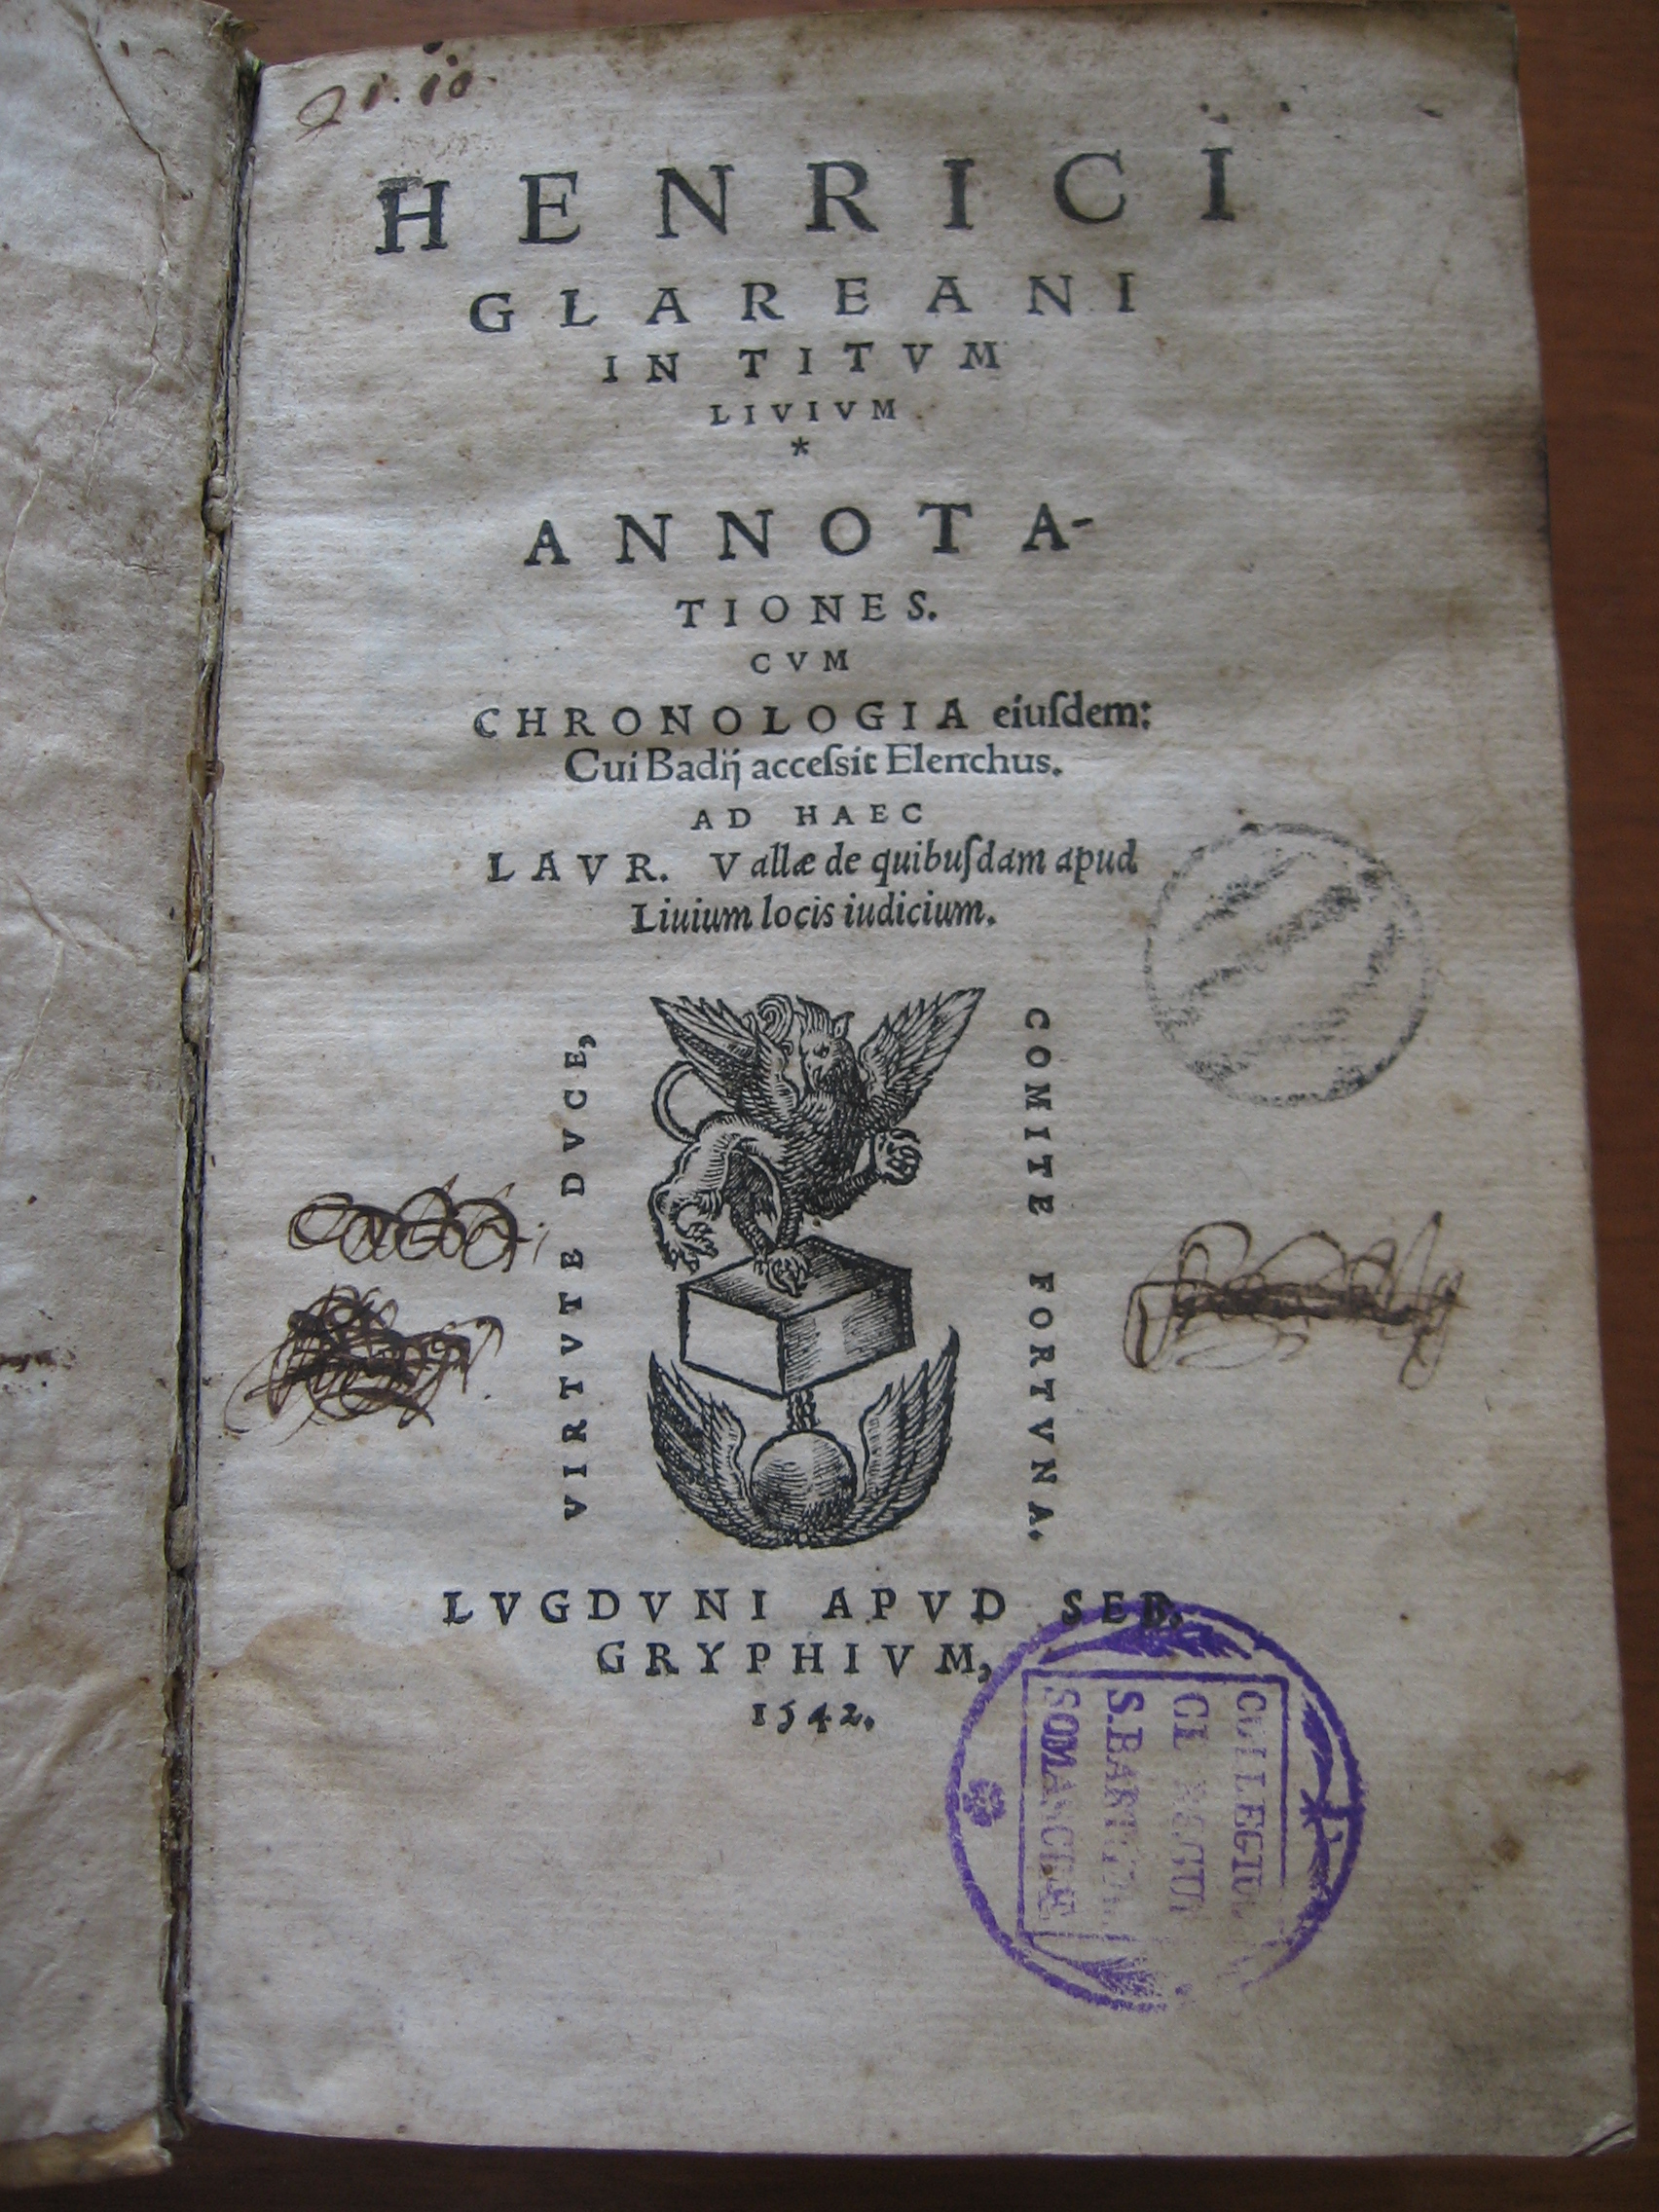 HENRICI
GLAREANI
IN TITVM
LIVIVM
*
ANNOTA-
TIONES.
CVM
CHRONOLOGIA eiuſdem:
Cui Badij acceſsit Elenchus.
AD HAEC
LAVR. Vallæ de quibuſdam apud
Liuium locis iudicium.
VIRTVTE DVCE,
COMITE FORTVNA.
LVGDVNI APVD SEB.
GRYPHIVM,
1542.